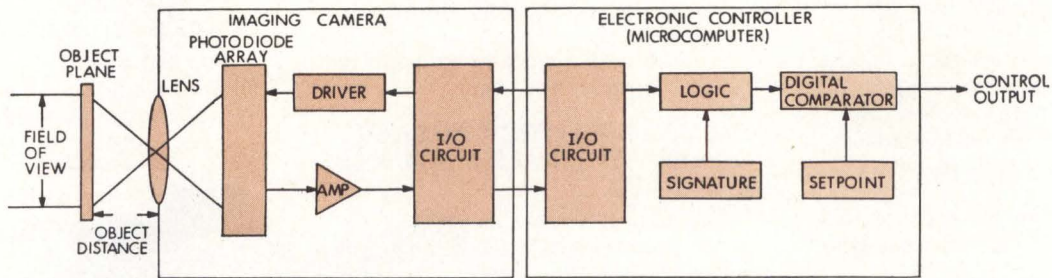 IMAGING CAMERA
ELECTRONIC CONTROLLER
(MICROCOMPUTER)
OBJECT
PLANE
LENS
PHOTODIODE
ARRAY
DRIVER
I/O
CIRCUIT
I/O
CIRCUIT
LOGIC
DIGITAL
COMPARATOR
CONTROL
OUTPUT
FIELD
OF
VIEW
AMP
SIGNATURE
SETPOINT
OBJECT
DISTANCE